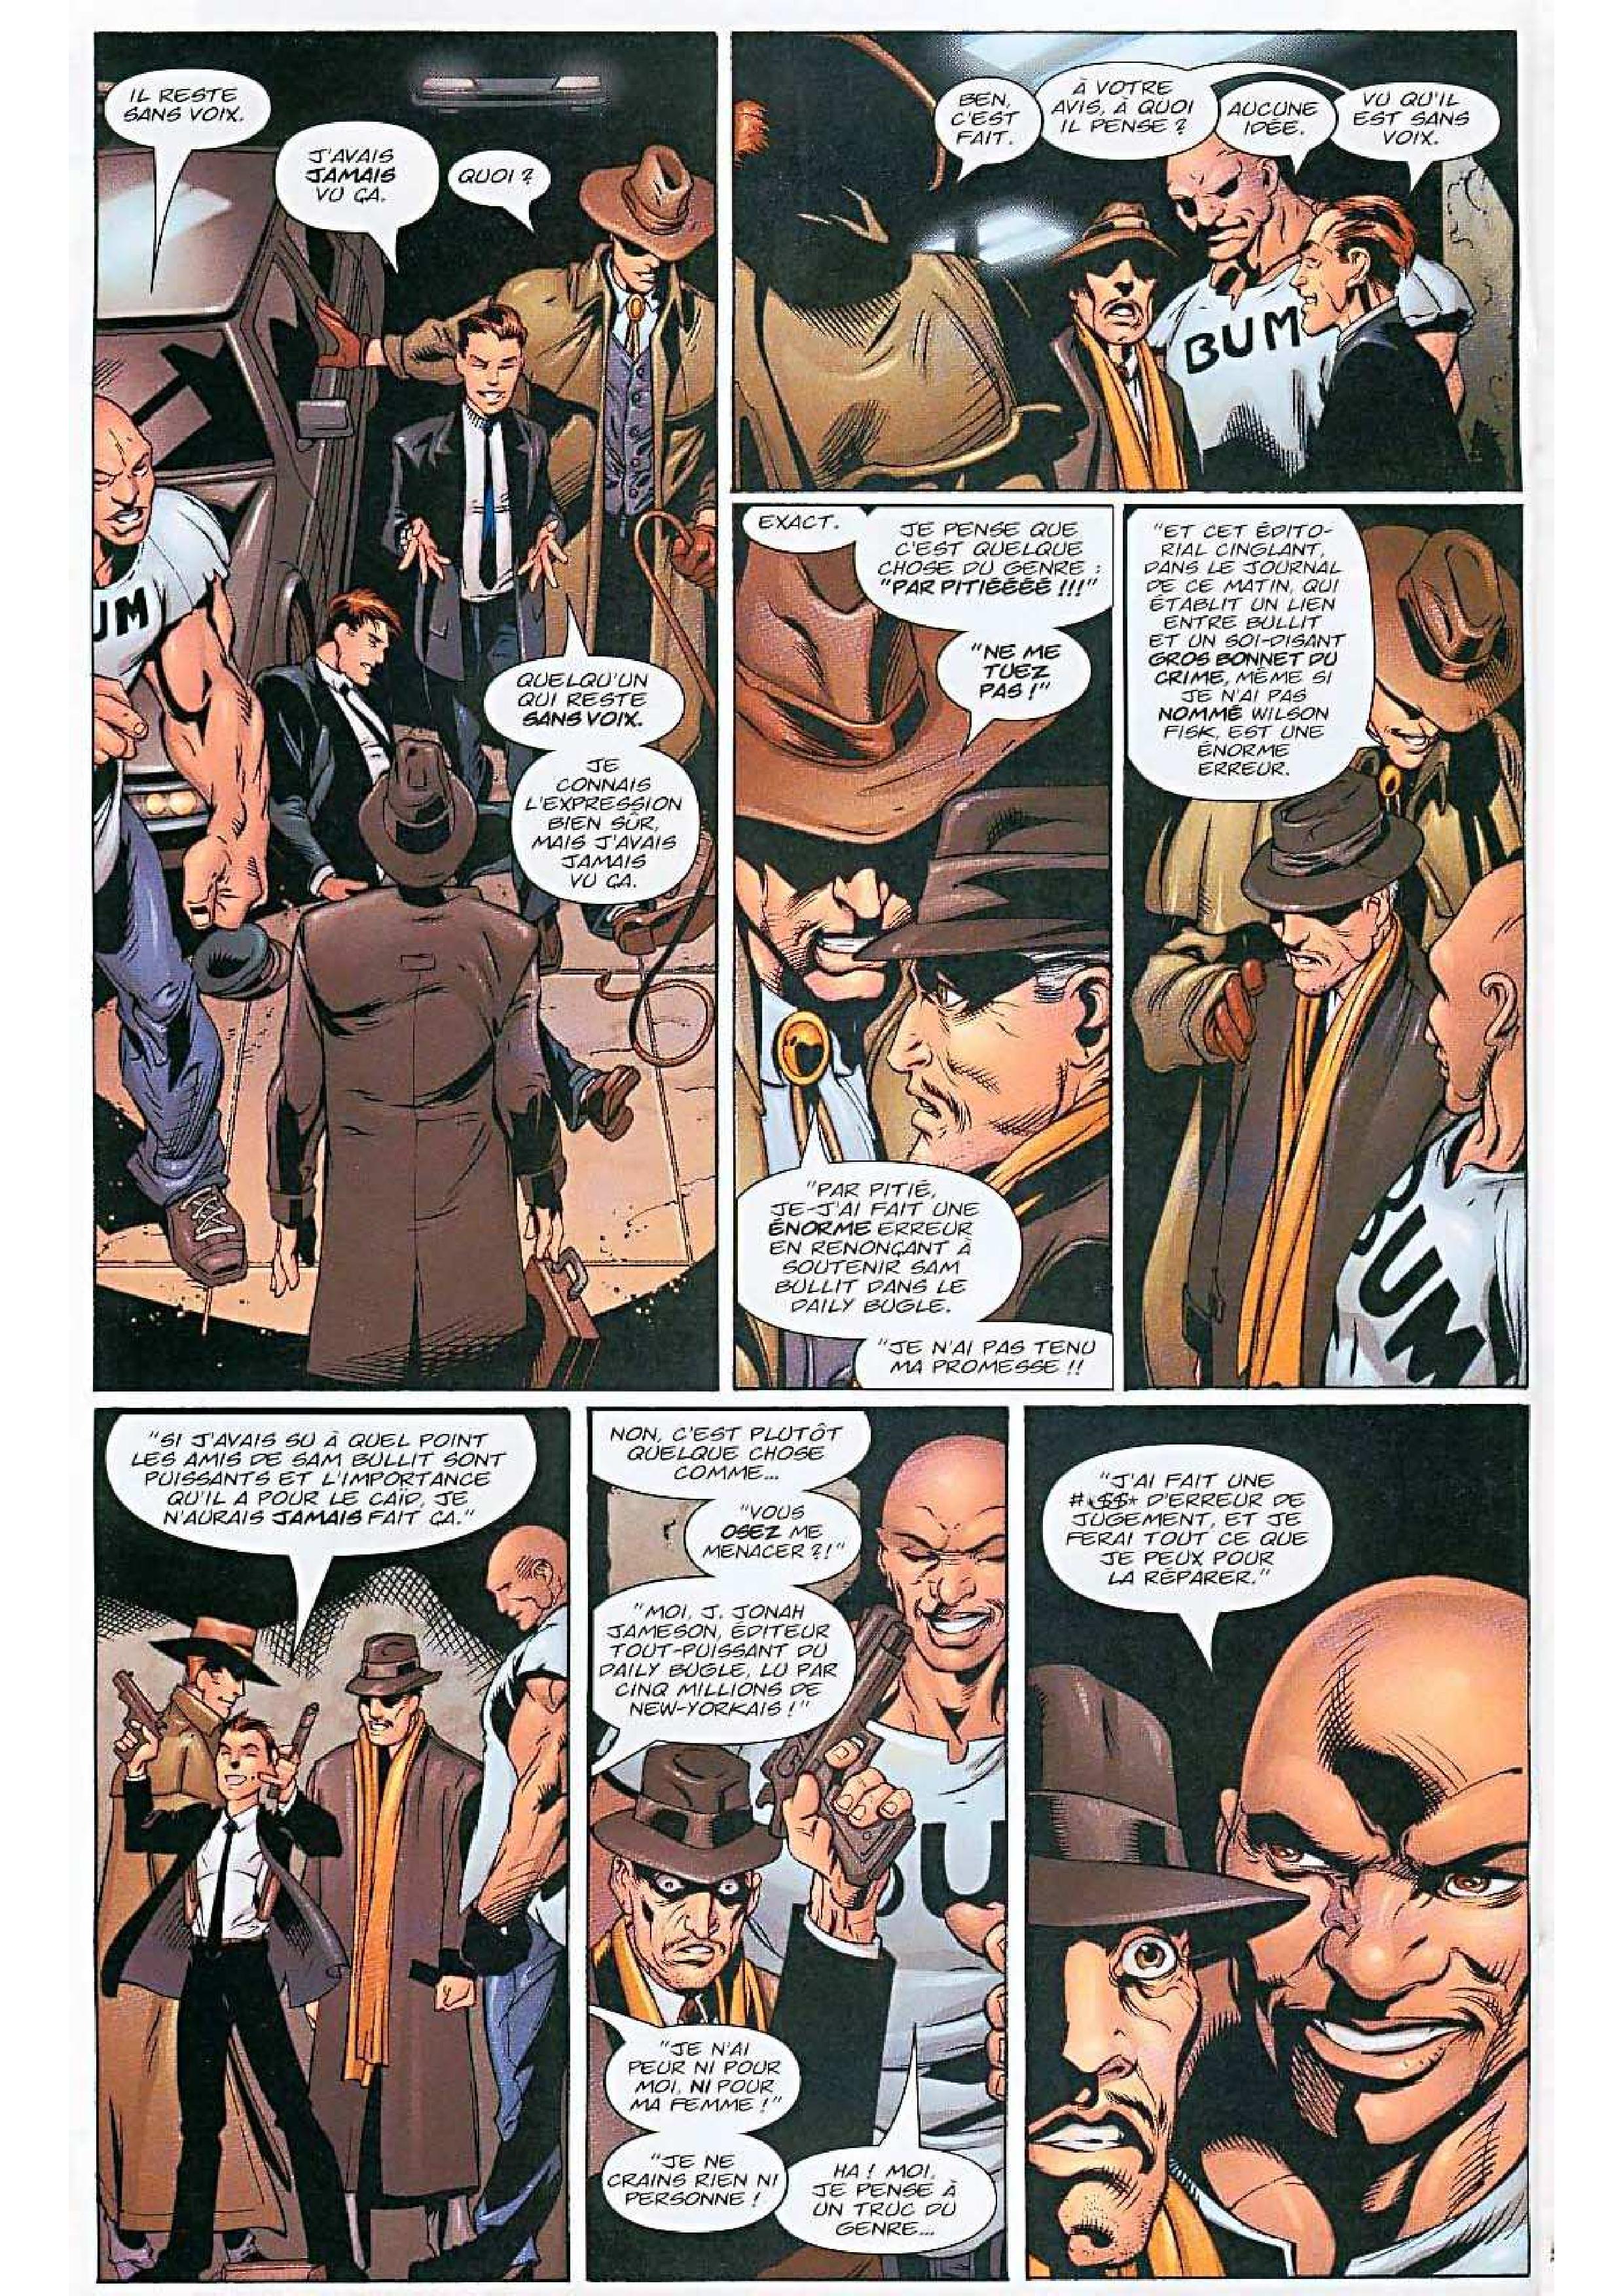 IL RESTE
SANS VOIX.
J'AVAIS
JAMAIS
VU ÇA.
QUOI ?
QUELQU'UN
QUI RESTE
SANS VOIX.
JE
CONNAIS
L'EXPRESSION
BIEN SÛR,
MAIS J'AVAIS
JAMAIS
VU ÇA.
UM
BEN,
C'EST
FAIT.
À VOTRE
AVIS, À QUOI
IL PENSE ?
AUCUNE
IDÉE.
VU QU'IL
EST SANS
VOIX.
BUM
EXACT.
JE PENSE QUE
C'EST QUELQUE
CHOSE DU GENRE :
"PAR PITIÉÉÉÉ !!!"
"NE ME
TUEZ
PAS !"
"PAR PITIÉ,
JE-J'AI FAIT UNE
ÉNORME ERREUR
EN RENONÇANT À
SOUTENIR SAM
BULLIT DANS LE
DAILY BUGLE.
"JE N'AI PAS TENU
MA PROMESSE !!
"ET CET ÉDITO-
RIAL CINGLANT,
DANS LE JOURNAL
DE CE MATIN, QUI
ÉTABLIT UN LIEN
ENTRE BULLIT
ET UN SOI-DISANT
GROS BONNET DU
CRIME, MÊME SI
JE N'AI PAS
NOMMÉ WILSON
FISK, EST UNE
ÉNORME
ERREUR.
BUM
"SI J'AVAIS SU À QUEL POINT
LES AMIS DE SAM BULLIT SONT
PUISSANTS ET L'IMPORTANCE
QU'IL A POUR LE CAÏD, JE
N'AURAIS JAMAIS FAIT ÇA."
NON, C'EST PLUTÔT
QUELQUE CHOSE
COMME...
"VOUS
OSEZ ME
MENACER ?!"
"MOI, J. JONAH
JAMESON, ÉDITEUR
TOUT-PUISSANT DU
DAILY BUGLE, LU PAR
CINQ MILLIONS DE
NEW-YORKAIS !"
BU
"JE N'AI
PEUR NI POUR
MOI, NI POUR
MA FEMME !"
"JE NE
CRAINS RIEN NI
PERSONNE !
HA ! MOI,
JE PENSE À
UN TRUC DU
GENRE...
"J'AI FAIT UNE
#*$$* D'ERREUR DE
JUGEMENT, ET JE
FERAI TOUT CE QUE
JE PEUX POUR
LA RÉPARER."